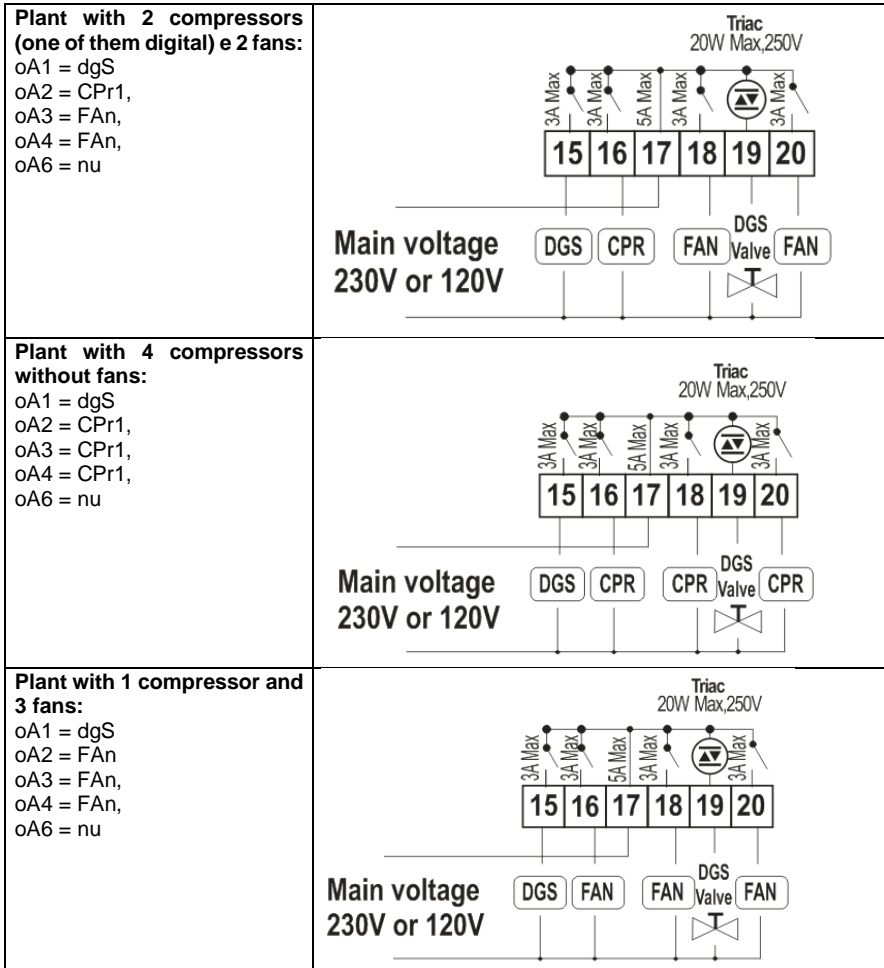 Plant with 2 compressors
(one of them digital) e 2 fans:
oA1 = dgS
oA2 = CPr1,
oA3 = FAn,
oA4 = FAn,
oA6 = nu
Triac
20W Max,250V
3A Max 3A Max 5A Max 3A Max 3A Max
15 16 17 18 19 20
DGS CPR FAN DGS Valve FAN
Main voltage
230V or 120V
Plant with 4 compressors
without fans:
oA1 = dgS
oA2 = CPr1,
oA3 = CPr1,
oA4 = CPr1,
oA6 = nu
Triac
20W Max,250V
3A Max 3A Max 5A Max 3A Max 3A Max
15 16 17 18 19 20
DGS CPR CPR DGS Valve CPR
Main voltage
230V or 120V
Plant with 1 compressor and
3 fans:
oA1 = dgS
oA2 = FAn
oA3 = FAn,
oA4 = FAn,
oA6 = nu
Triac
20W Max,250V
3A Max 3A Max 5A Max 3A Max 3A Max
15 16 17 18 19 20
DGS FAN FAN DGS Valve FAN
Main voltage
230V or 120V